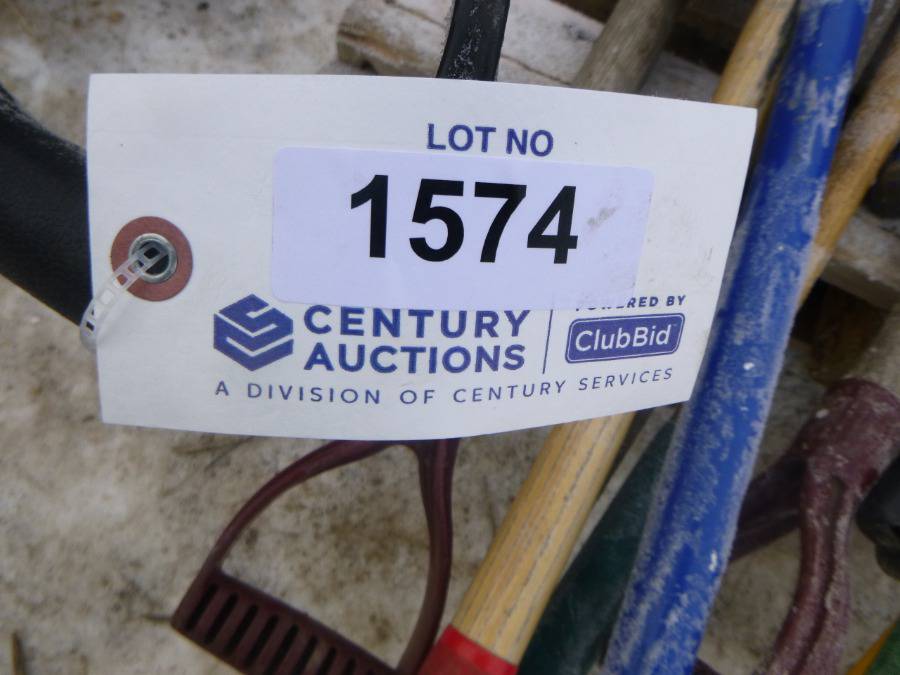 LOT NO
1574
CENTURY
AUCTIONS
POWERED BY
ClubBid
A DIVISION OF CENTURY SERVICES